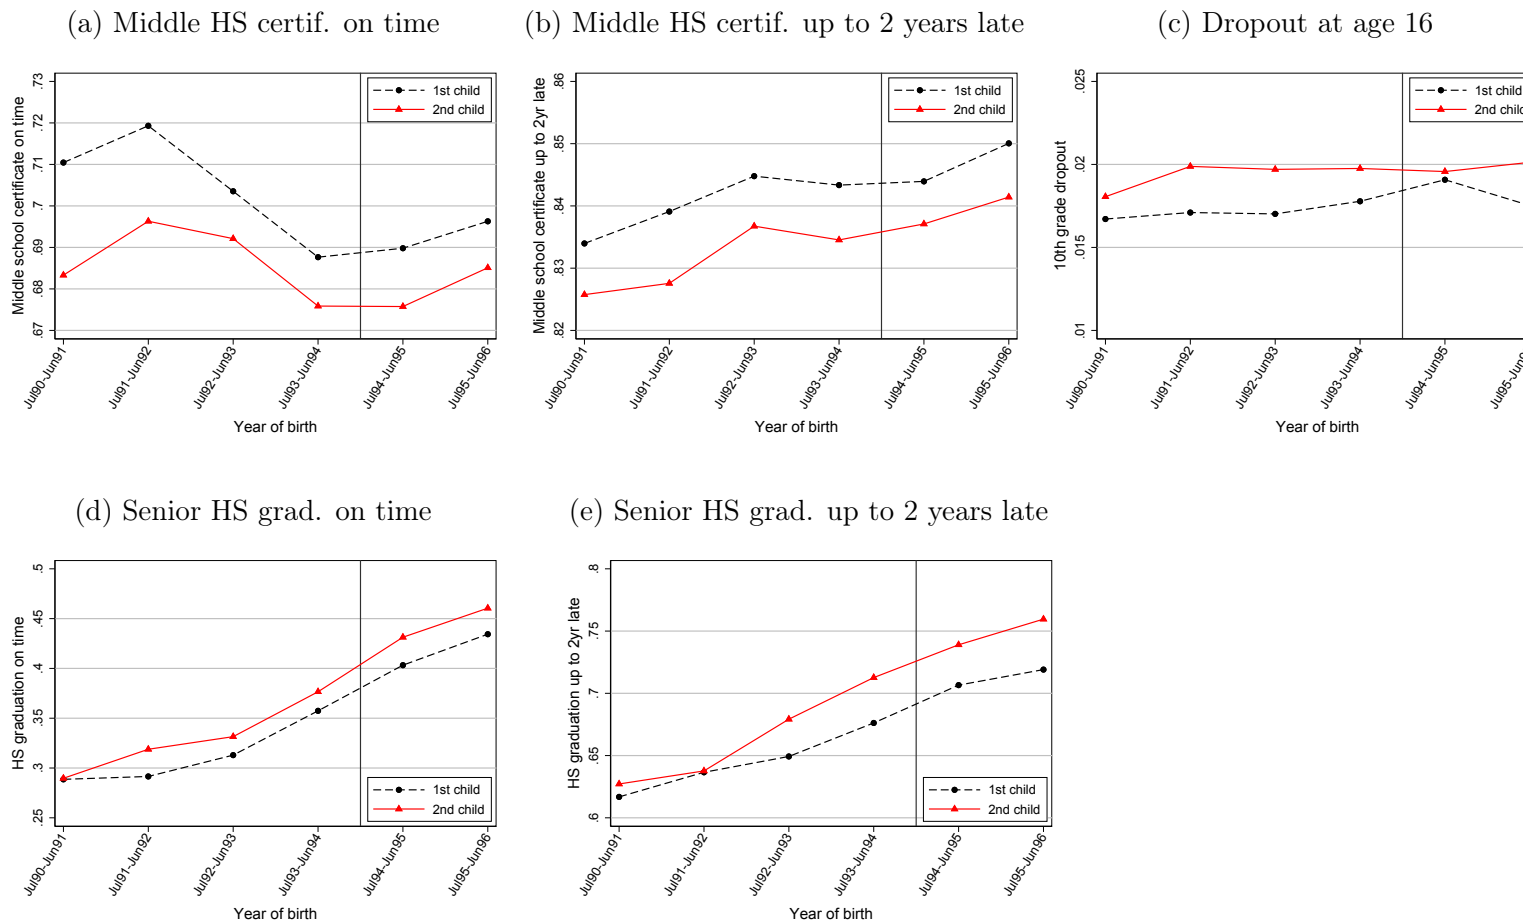 (a) Middle HS certif. on time
Middle school certificate on time
.73
.72
.71
.7
.69
.68
.67
1st child
2nd child
Jul90-Jun91
Jul91-Jun92
Jul92-Jun93
Jul93-Jun94
Jul94-Jun95
Jul95-Jun96
Year of birth
(b) Middle HS certif. up to 2 years late
Middle school certificate up to 2yr late
.86
.85
.84
.83
.82
1st child
2nd child
Jul90-Jun91
Jul91-Jun92
Jul92-Jun93
Jul93-Jun94
Jul94-Jun95
Jul95-Jun96
Year of birth
(c) Dropout at age 16
10th grade dropout
.025
.02
.015
.01
1st child
2nd child
Jul90-Jun91
Jul91-Jun92
Jul92-Jun93
Jul93-Jun94
Jul94-Jun95
Jul95-Jun9
Year of birth
(d) Senior HS grad. on time
HS graduation on time
.5
.45
.4
.35
.3
.25
1st child
2nd child
Jul90-Jun91
Jul91-Jun92
Jul92-Jun93
Jul93-Jun94
Jul94-Jun95
Jul95-Jun96
Year of birth
(e) Senior HS grad. up to 2 years late
HS graduation up to 2yr late
.8
.75
.7
.65
.6
1st child
2nd child
Jul90-Jun91
Jul91-Jun92
Jul92-Jun93
Jul93-Jun94
Jul94-Jun95
Jul95-Jun96
Year of birth